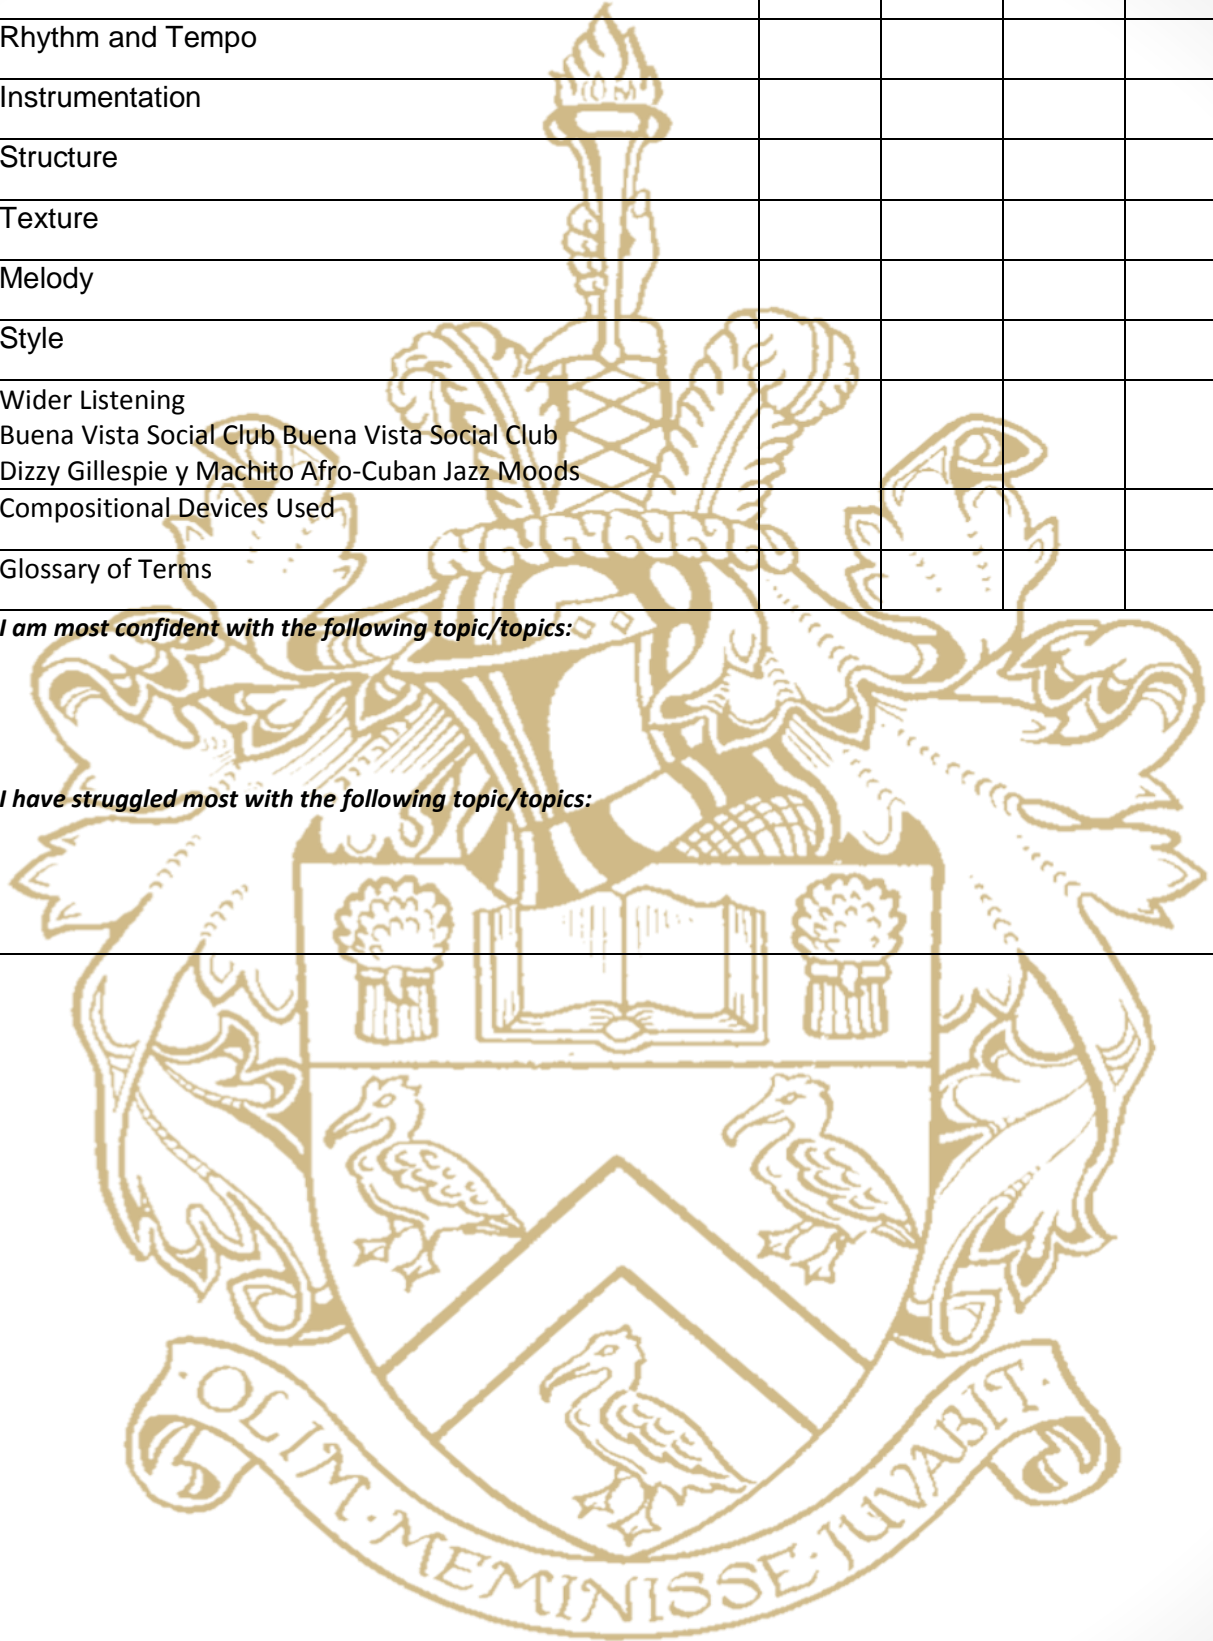 Rhythm and Tempo
Instrumentation
Structure
Texture
Melody
Style
Wider Listening
Buena Vista Social Club Buena Vista Social Club
Dizzy Gillespie y Machito Afro-Cuban Jazz Moods
Compositional Devices Used
Glossary of Terms
I am most confident with the following topic/topics:
I have struggled most with the following topic/topics:
·OLIM·MEMINISSE·JUVABIT·